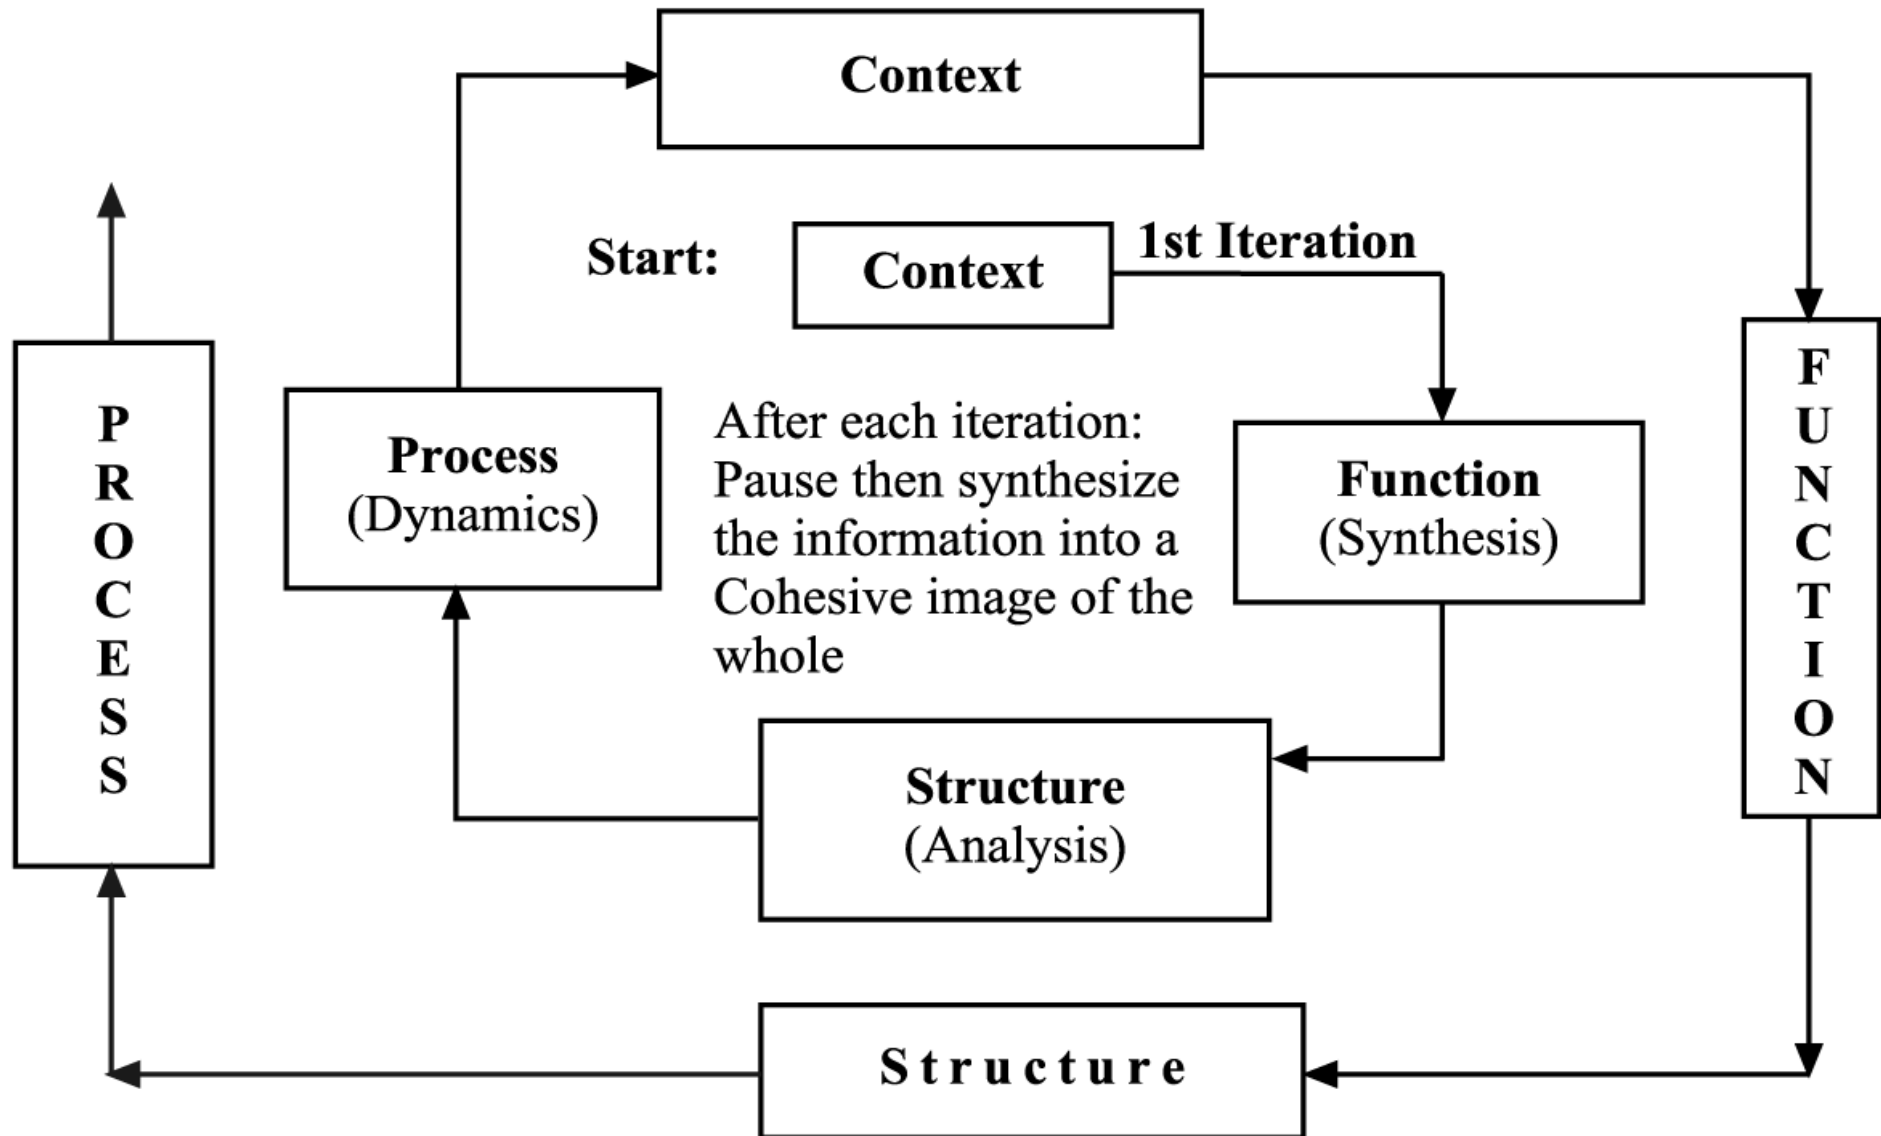 Context
Start:
Context
1st Iteration
Process
(Dynamics)
After each iteration:
Pause then synthesize
the information into a
Cohesive image of the
whole
Function
(Synthesis)
Structure
(Analysis)
P
R
O
C
E
S
S
F
U
N
C
T
I
O
N
Structure